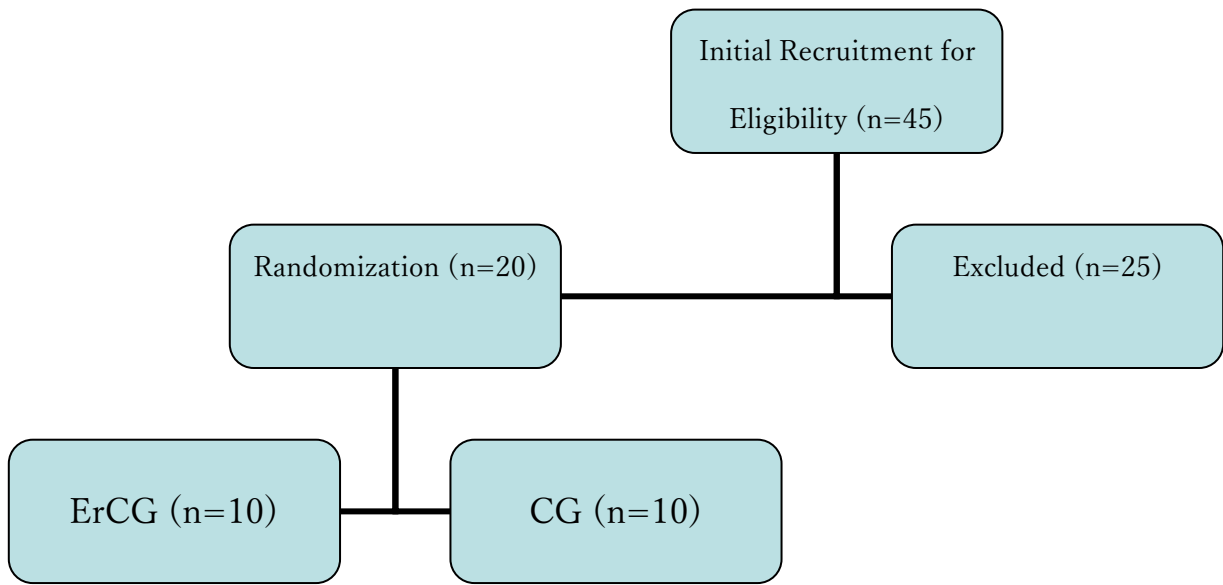 Initial Recruitment for
Eligibility (n=45)
Randomization (n=20)
Excluded (n=25)
ErCG (n=10)
CG (n=10)